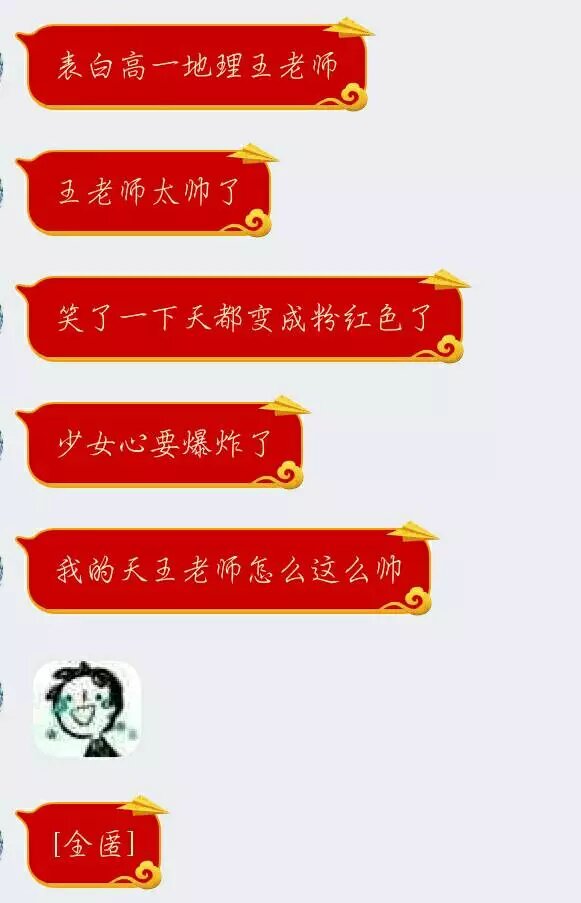 表白高一地理王老师
王老师太帅了
笑了一下天都变成粉红色了
少女心要爆炸了
我的天王老师怎么这么帅
[全匿]